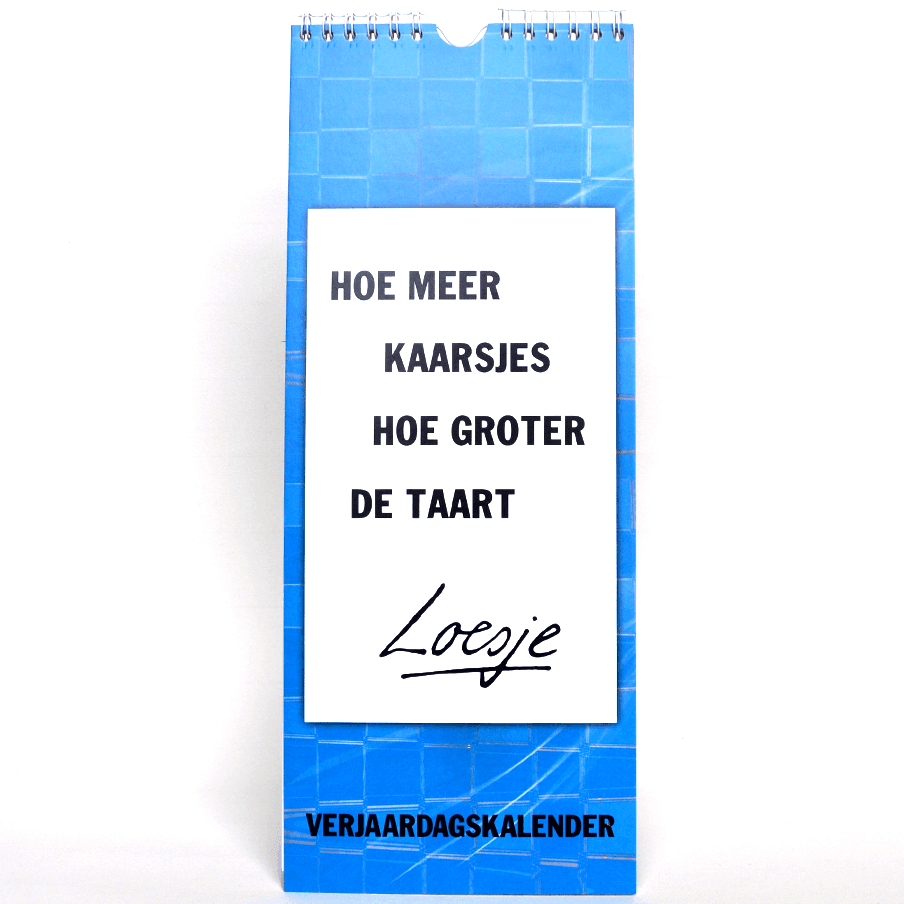 HOE MEER
KAARSJES
HOE GROTER
DE TAART
Loesje
VERJAARDAGSKALENDER